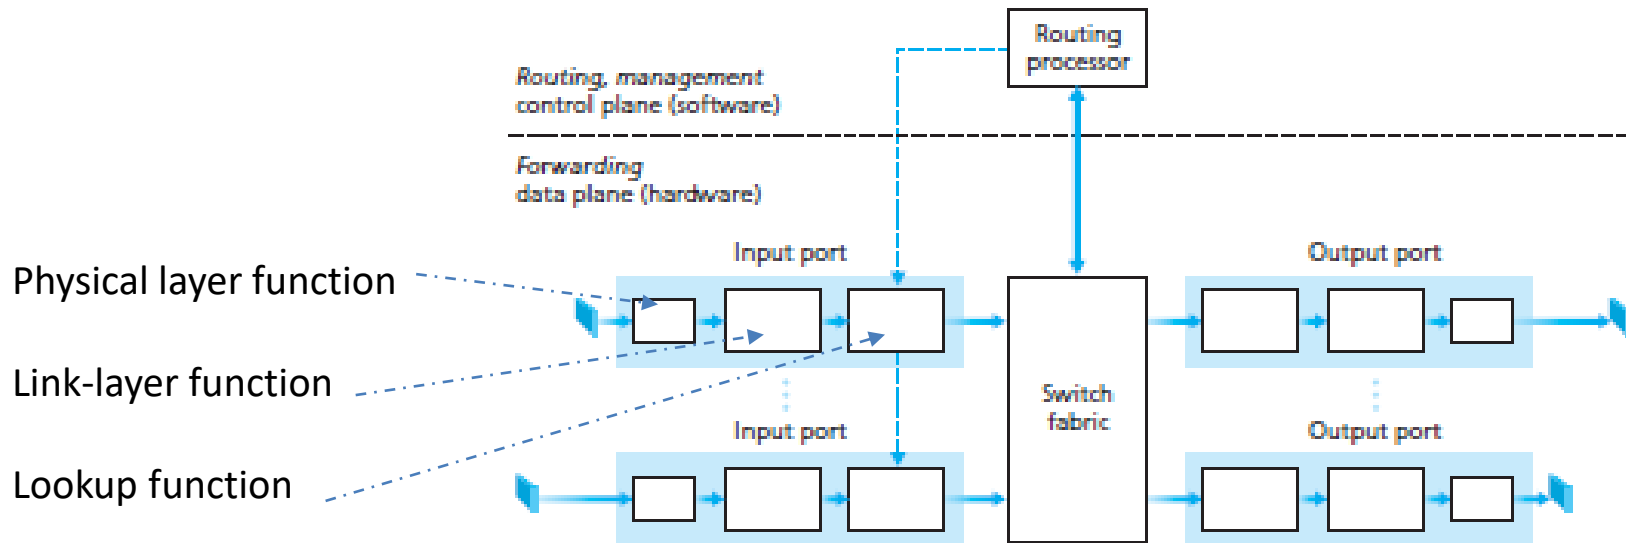 Routing
processor
Routing, management
control plane (software)
Forwarding
data plane (hardware)
Input port
Output port
Physical layer function
Link-layer function
Switch
fabric
Input port
Output port
Lookup function